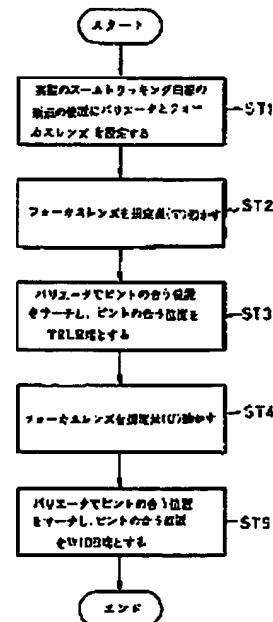 スタート
実際のズームトラッキング曲線の
頂点の位置にバリエータとフォー
カスレンズを設定する
ST1
フォーカスレンズを規定量(T)動かす
ST2
バリエータでピントの合う位置
をサーチし、ピントの合う位置を
TELE端とする
ST3
フォーカスレンズを規定量(U)動かす
ST4
バリエータでピントの合う位置
をサーチし、ピントの合う位置
をWIDE端とする
ST5
エンド